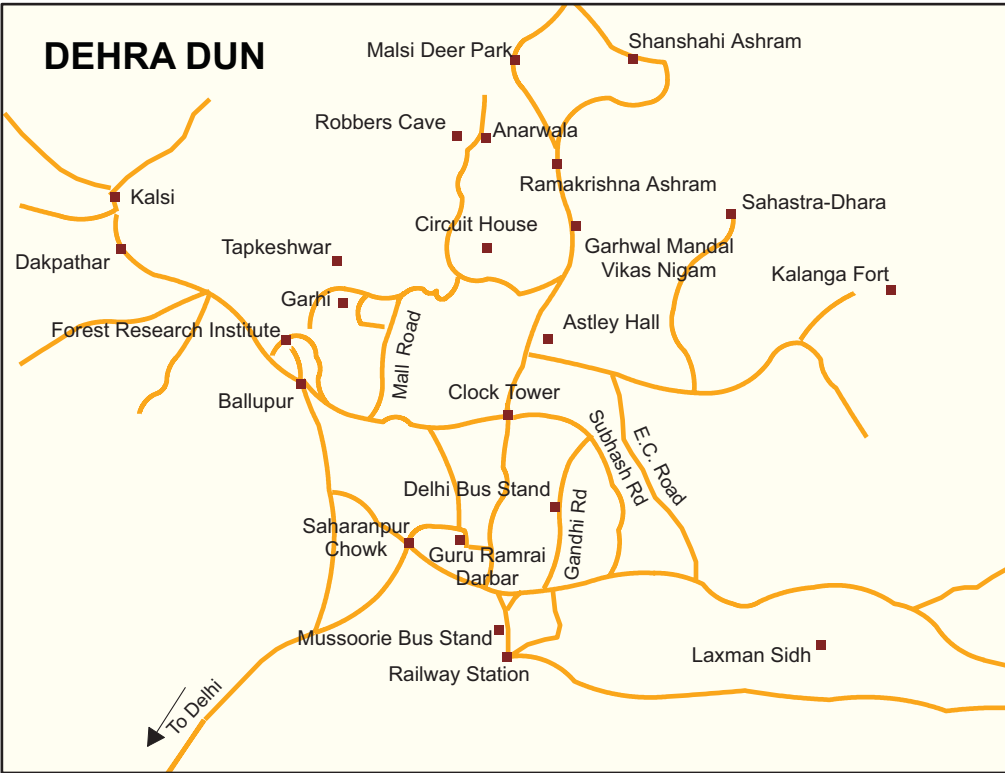 DEHRA DUN
Malsi Deer Park
Shanshahi Ashram
Robbers Cave
Anarwala
Ramakrishna Ashram
Kalsi
Sahastra-Dhara
Circuit House
Tapkeshwar
Garhwal Mandal
Vikas Nigam
Dakpathar
Kalanga Fort
Garhi
Forest Research Institute
Astley Hall
Mall Road
Ballupur
Clock Tower
Subhash Rd
E.C. Road
Delhi Bus Stand
Gandhi Rd
Saharanpur
Chowk
Guru Ramrai
Darbar
Mussoorie Bus Stand
Laxman Sidh
Railway Station
To Delhi